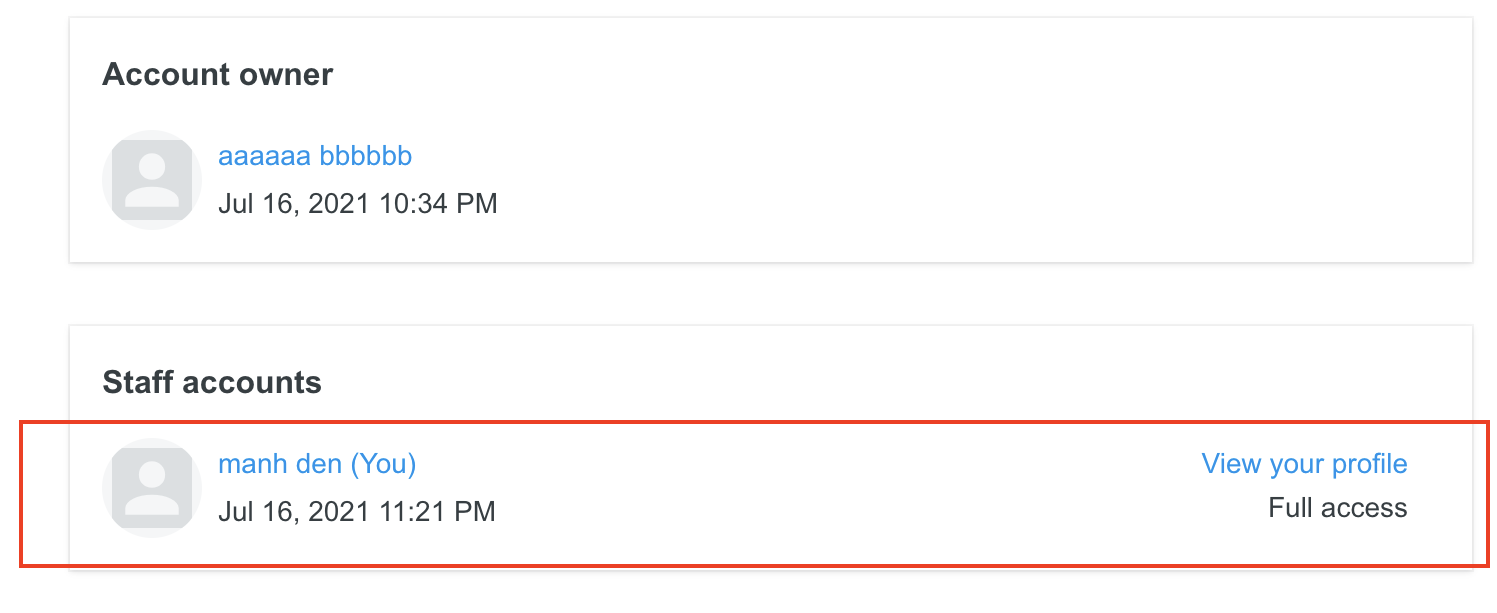 Account owner
aaaaaa bbbbbb
Jul 16, 2021 10:34 PM
Staff accounts
manh den (You)
View your profile
Jul 16, 2021 11:21 PM
Full access